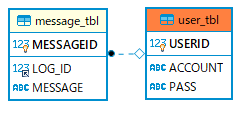 message_tbl
123 MESSAGEID
123 LOG_ID
ABC MESSAGE
user_tbl
123 USERID
ABC ACCOUNT
ABC PASS